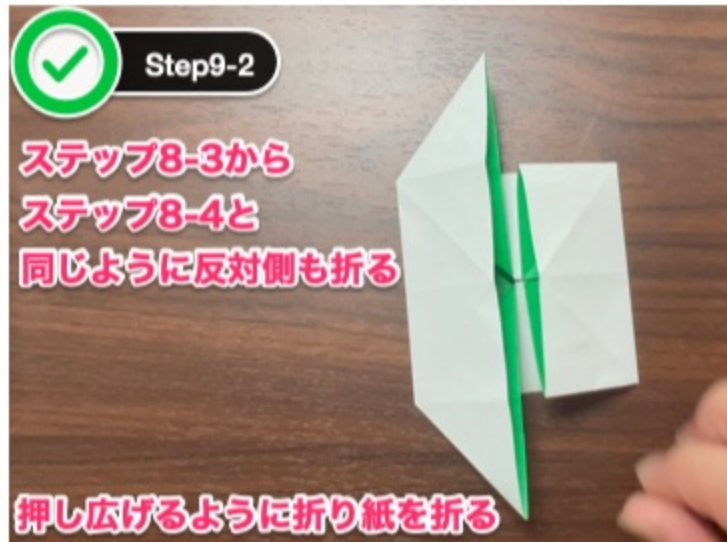 Step9-2
ステップ8-3から
ステップ8-4と
同じように反対側も折る
押し広げるように折り紙を折る